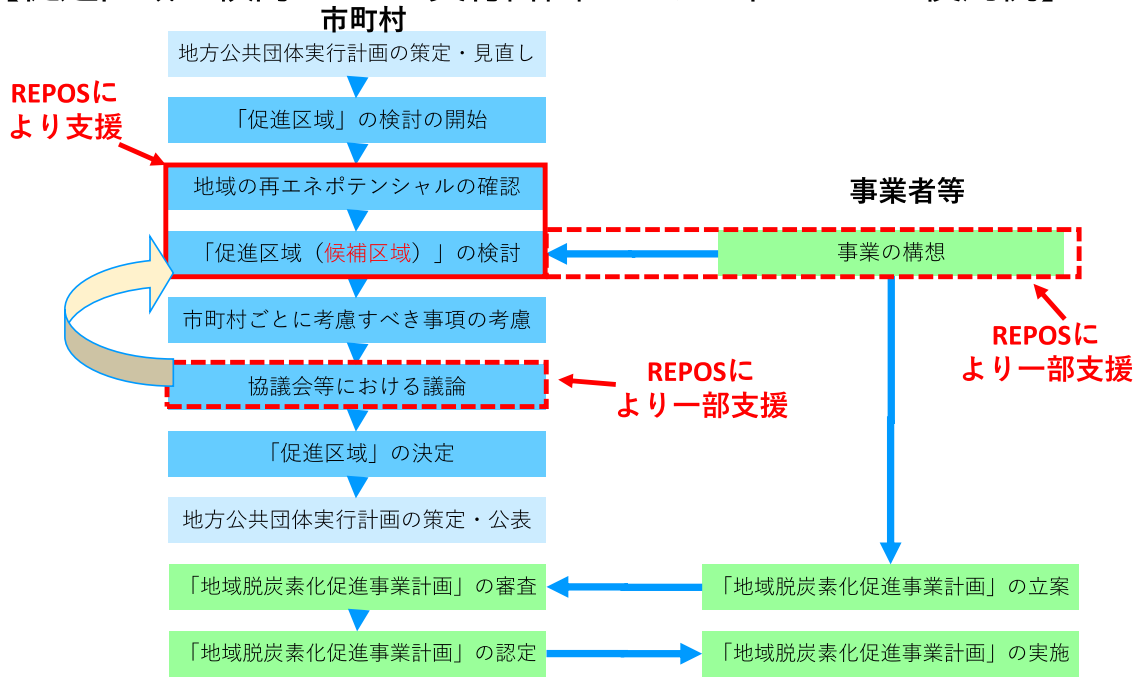 市町村
地方公共団体実行計画の策定・見直し
REPOSに
より支援
「促進区域」の検討の開始
地域の再エネポテンシャルの確認
事業者等
「促進区域（候補区域）」の検討
事業の構想
市町村ごとに考慮すべき事項の考慮
REPOSに
より一部支援
協議会等における議論
REPOSに
より一部支援
「促進区域」の決定
地方公共団体実行計画の策定・公表
「地域脱炭素化促進事業計画」の審査
「地域脱炭素化促進事業計画」の立案
「地域脱炭素化促進事業計画」の認定
「地域脱炭素化促進事業計画」の実施